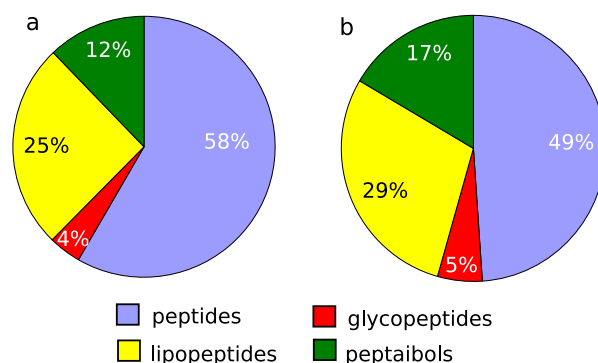 a
b
12%
58%
25%
4%
17%
49%
29%
5%
peptides
glycopeptides
lipopeptides
peptaibols